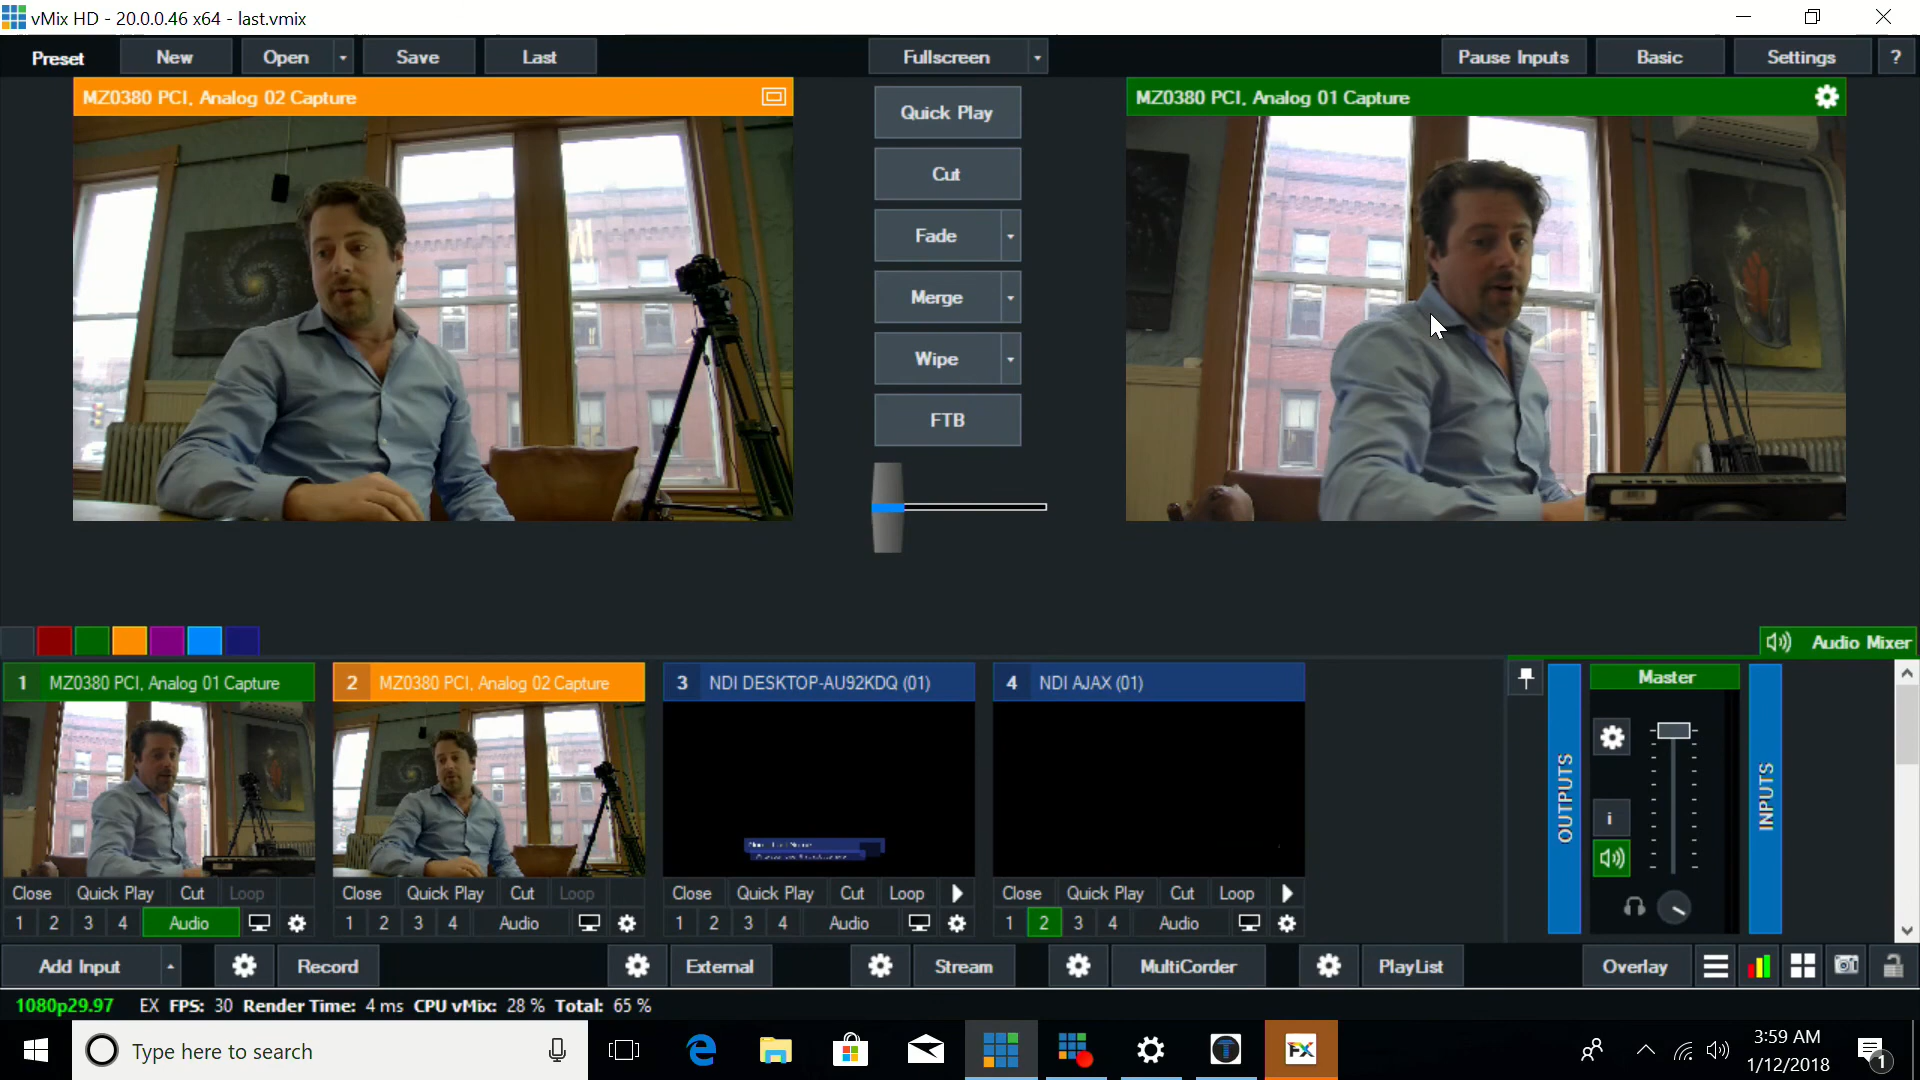 vMix HD - 20.0.0.46 x64 - last.vmix
Preset New Open Save Last Fullscreen Pause Inputs Basic Settings ?
MZ0380 PCI, Analog 02 Capture
MZ0380 PCI, Analog 01 Capture
Quick Play
Cut
Fade
Merge
Wipe
FTB
Audio Mixer
1 MZ0380 PCI, Analog 01 Capture
2 MZ0380 PCI, Analog 02 Capture
3 NDI DESKTOP-AU92KDQ (01)
4 NDI AJAX (01)
Master
OUTPUTS
INPUTS
i
Close Quick Play Cut Loop
Close Quick Play Cut Loop
Close Quick Play Cut Loop
Close Quick Play Cut Loop
1 2 3 4 Audio
1 2 3 4 Audio
1 2 3 4 Audio
1 2 3 4 Audio
Add Input Record External Stream MultiCorder PlayList Overlay
1080p29.97 EX FPS: 30 Render Time: 4 ms CPU vMix: 28 % Total: 65 %
Type here to search
FX
3:59 AM
1/12/2018
1